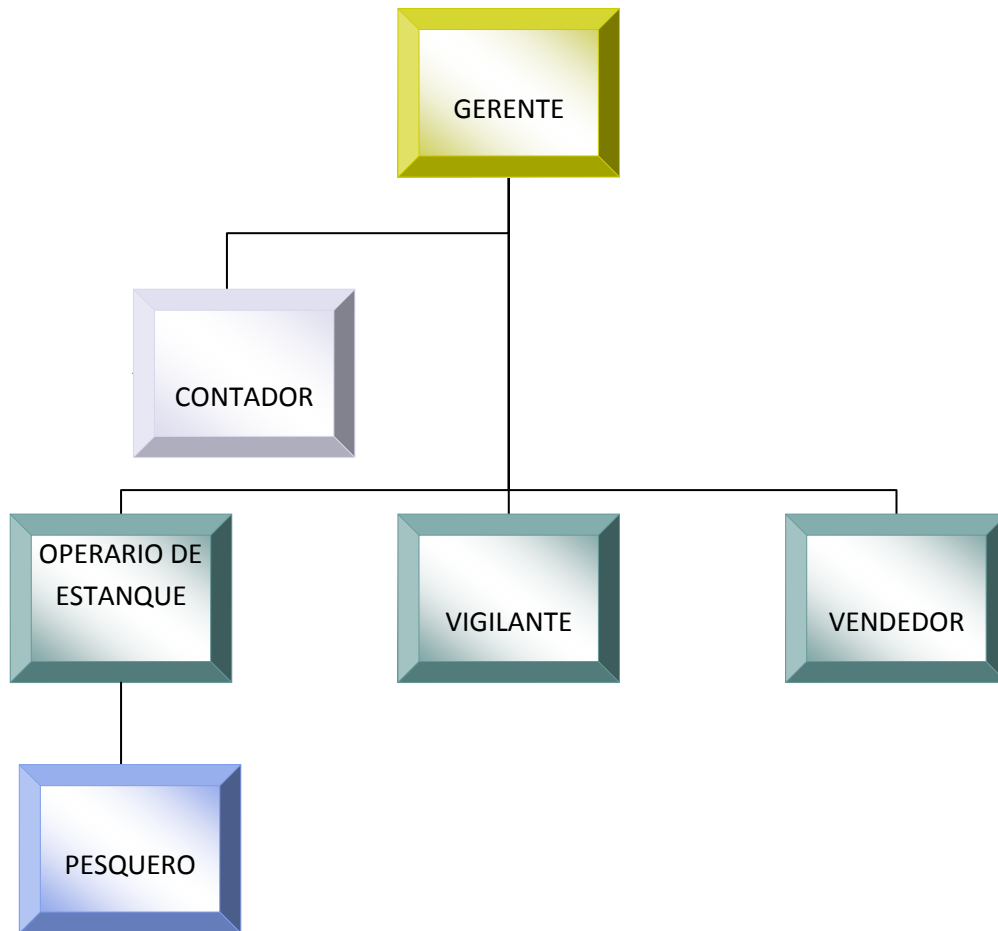 GERENTE
CONTADOR
OPERARIO DE
ESTANQUE
VIGILANTE
VENDEDOR
PESQUERO